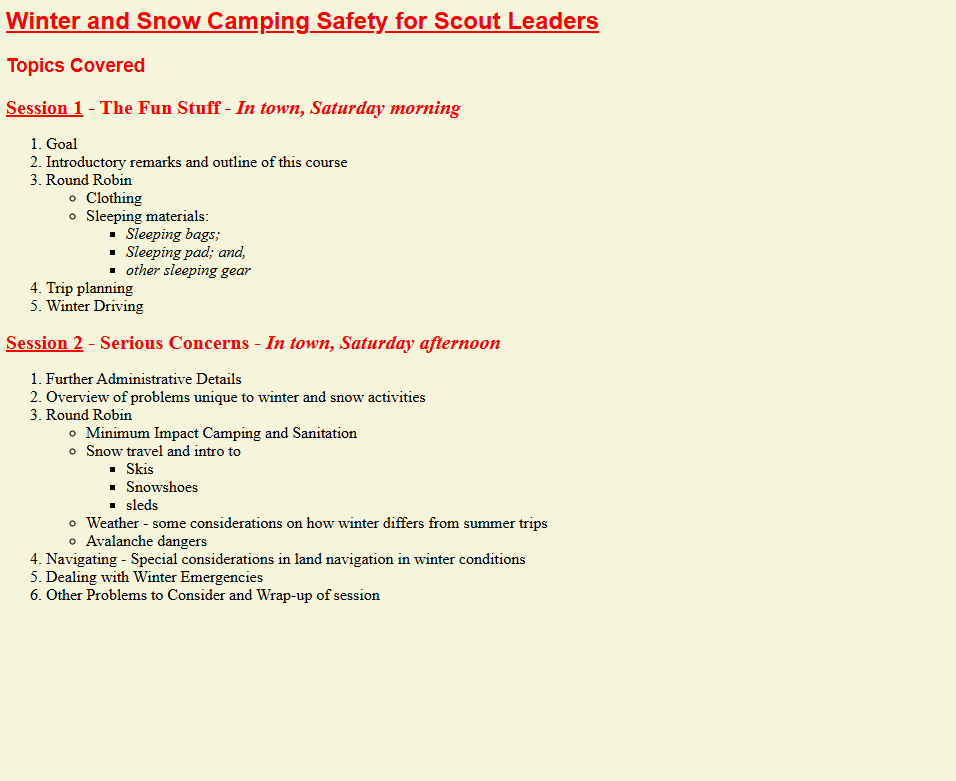 Winter and Snow Camping Safety for Scout Leaders
Topics Covered
Session 1 - The Fun Stuff - In town, Saturday morning
1. Goal
2. Introductory remarks and outline of this course
3. Round Robin
Clothing
Sleeping materials:
Sleeping bags;
Sleeping pad; and,
other sleeping gear
4. Trip planning
5. Winter Driving
Session 2 - Serious Concerns - In town, Saturday afternoon
1. Further Administrative Details
2. Overview of problems unique to winter and snow activities
3. Round Robin
Minimum Impact Camping and Sanitation
Snow travel and intro to
Skis
Snowshoes
sleds
Weather - some considerations on how winter differs from summer trips
Avalanche dangers
4. Navigating - Special considerations in land navigation in winter conditions
5. Dealing with Winter Emergencies
6. Other Problems to Consider and Wrap-up of session